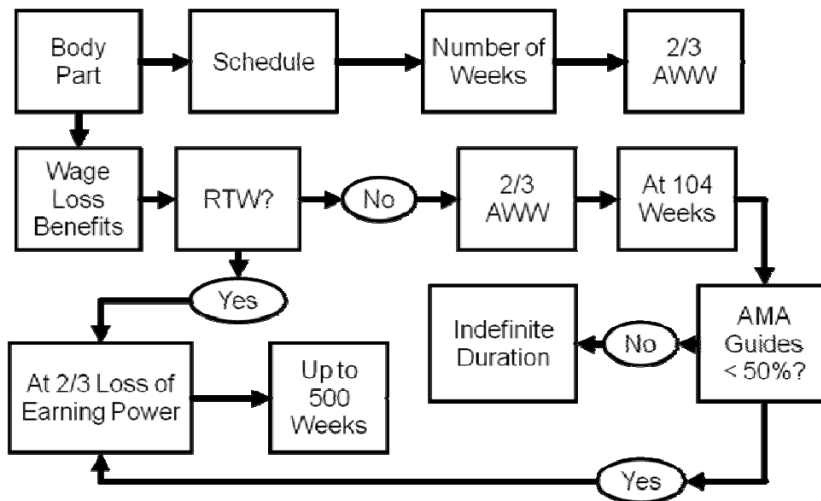 Body
Part
Schedule
Number of
Weeks
2/3
AWW
Wage
Loss
Benefits
RTW?
No
2/3
AWW
At 104
Weeks
Yes
Indefinite
Duration
No
AMA
Guides
< 50%?
At 2/3 Loss of
Earning Power
Up to
500
Weeks
Yes